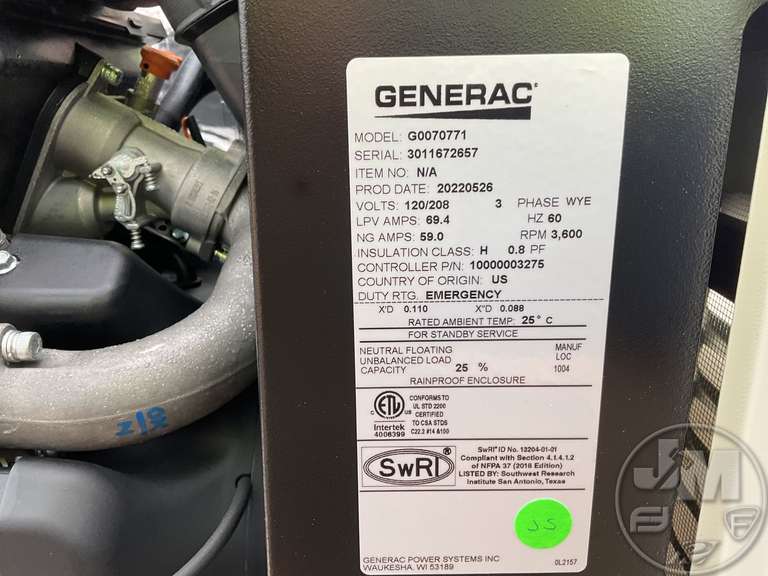 GENERAC
MODEL: G0070771
SERIAL: 3011672657
ITEM NO: N/A
PROD DATE: 20220526
VOLTS: 120/208 3 PHASE WYE
LPV AMPS: 69.4 HZ 60
NG AMPS: 59.0 RPM 3,600
INSULATION CLASS: H 0.8 PF
CONTROLLER P/N: 10000003275
COUNTRY OF ORIGIN: US
DUTY RTG. EMERGENCY
X'D 0.110 X"D 0.088
RATED AMBIENT TEMP: 25° C
FOR STANDBY SERVICE
NEUTRAL FLOATING MANUF
UNBALANCED LOAD LOC
CAPACITY 25 % 1004
RAINPROOF ENCLOSURE
C ETL US
Intertek
4006399
CONFORMS TO
UL STD 2200
CERTIFIED
TO CSA STDS
C22.2 #14 &100
SwRI
SwRI® ID No. 13204-01-01
Compliant with Section 4.1.4.1.2
of NFPA 37 (2018 Edition)
LISTED BY: Southwest Research
Institute San Antonio, Texas
JS
GENERAC POWER SYSTEMS INC
WAUKESHA, WI 53189
0L2157
218
JM